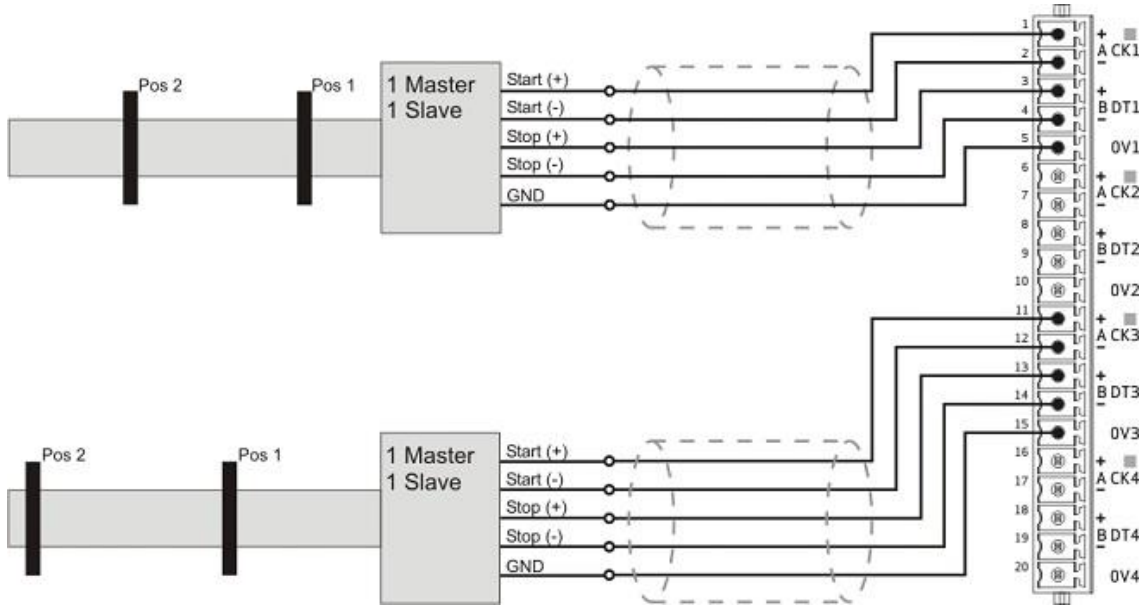 Pos 2
Pos 1
1 Master
1 Slave
Start (+)
Start (-)
Stop (+)
Stop (-)
GND
Pos 2
Pos 1
1 Master
1 Slave
Start (+)
Start (-)
Stop (+)
Stop (-)
GND
1 +
A CK1
2 −
3 +
B DT1
4 −
5 0V1
6 +
A CK2
7 −
8 +
B DT2
9 −
10 0V2
11 +
A CK3
12 −
13 +
B DT3
14 −
15 0V3
16 +
A CK4
17 −
18 +
B DT4
19 −
20 0V4